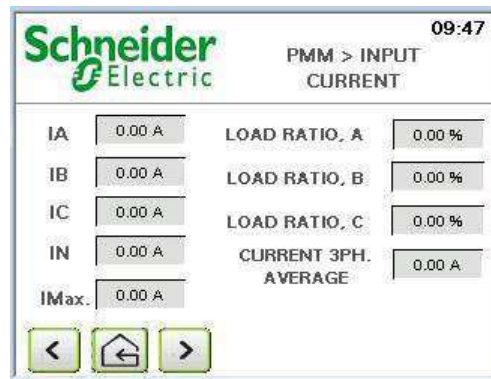 Schneider
Electric
09:47
PMM > INPUT
CURRENT
IA 0.00 A
LOAD RATIO, A 0.00 %
IB 0.00 A
LOAD RATIO, B 0.00 %
IC 0.00 A
LOAD RATIO, C 0.00 %
IN 0.00 A
CURRENT 3PH.
AVERAGE 0.00 A
IMax. 0.00 A
< >